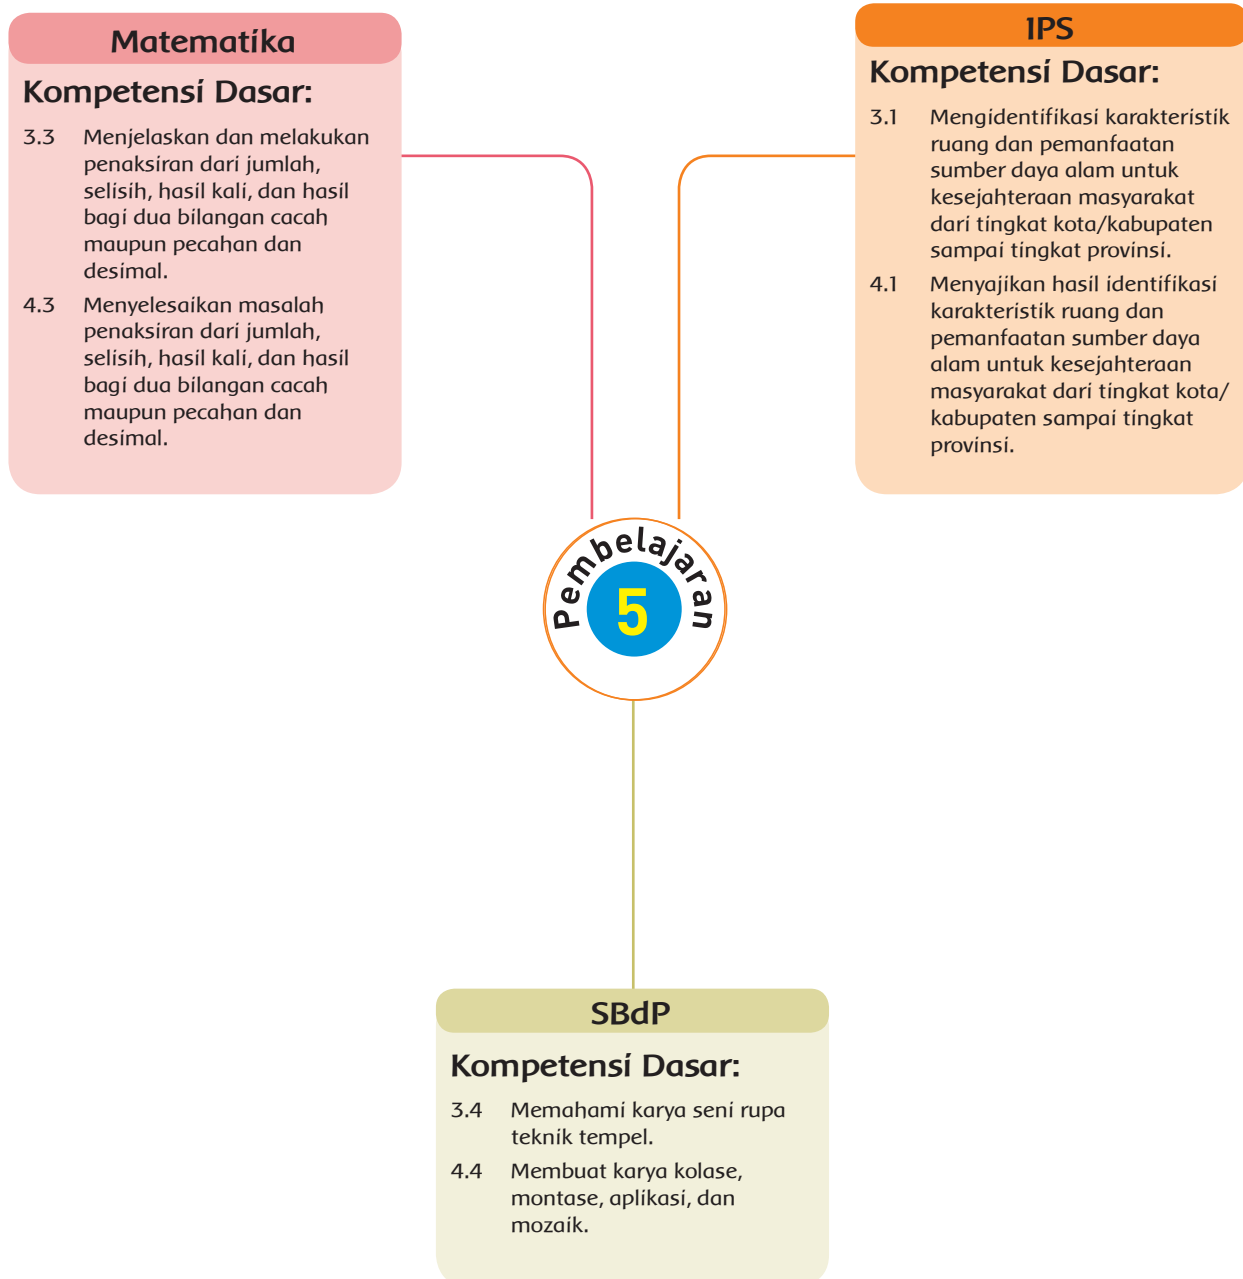 Matematika
Kompetensi Dasar:
3.3 Menjelaskan dan melakukan
penaksiran dari jumlah,
selisih, hasil kali, dan hasil
bagi dua bilangan cacah
maupun pecahan dan
desimal.
4.3 Menyelesaikan masalah
penaksiran dari jumlah,
selisih, hasil kali, dan hasil
bagi dua bilangan cacah
maupun pecahan dan
desimal.
IPS
Kompetensi Dasar:
3.1 Mengidentifikasi karakteristik
ruang dan pemanfaatan
sumber daya alam untuk
kesejahteraan masyarakat
dari tingkat kota/kabupaten
sampai tingkat provinsi.
4.1 Menyajikan hasil identifikasi
karakteristik ruang dan
pemanfaatan sumber daya
alam untuk kesejahteraan
masyarakat dari tingkat kota/
kabupaten sampai tingkat
provinsi.
Pembelajaran
5
SBdP
Kompetensi Dasar:
3.4 Memahami karya seni rupa
teknik tempel.
4.4 Membuat karya kolase,
montase, aplikasi, dan
mozaik.